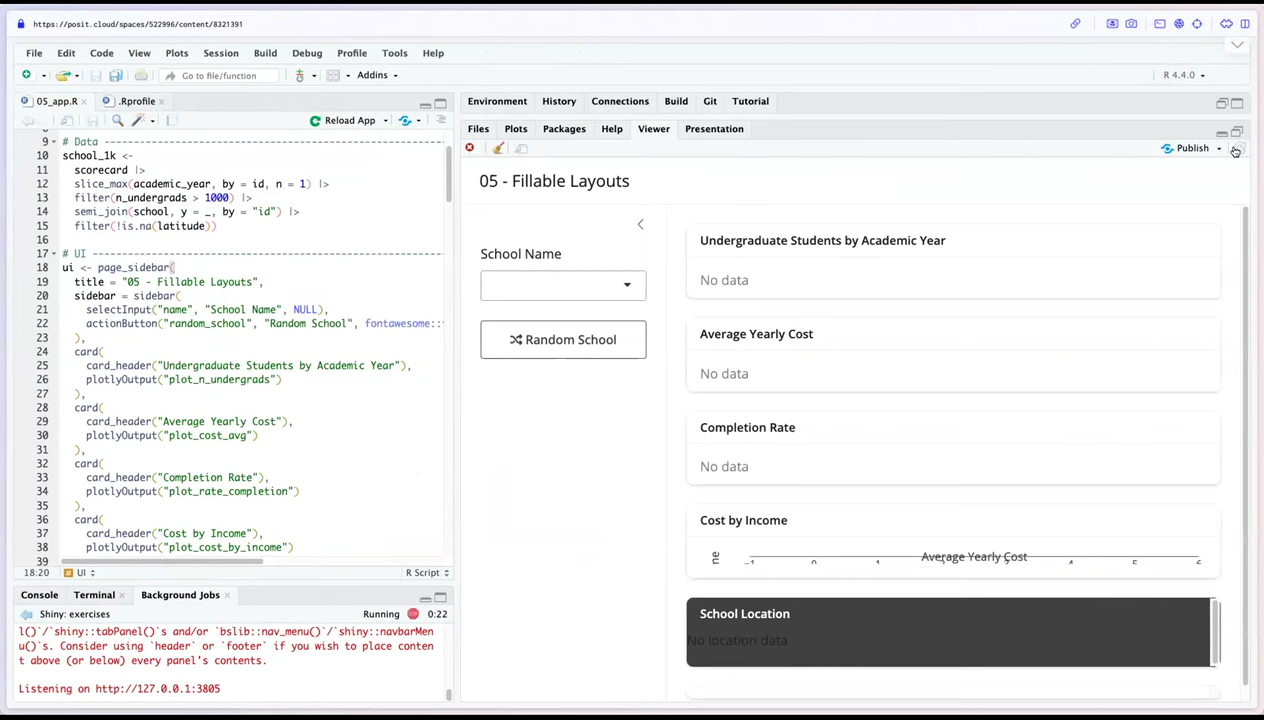 https://posit.cloud/spaces/522996/content/8321391
File Edit Code View Plots Session Build Debug Profile Tools Help
Go to file/function Addins R 4.4.0
05_app.R .Rprofile
Reload App
9 # Data
10 school_1k <-
11 scorecard |>
12 slice_max(academic_year, by = id, n = 1) |>
13 filter(n_undergrads > 1000) |>
14 semi_join(school, y = _, by = "id") |>
15 filter(!is.na(latitude))
16
17 # UI
18 ui <- page_sidebar(
19 title = "05 - Fillable Layouts",
20 sidebar = sidebar(
21 selectInput("name", "School Name", NULL),
22 actionButton("random_school", "Random School", fontawesome::
23 ),
24 card(
25 card_header("Undergraduate Students by Academic Year"),
26 plotlyOutput("plot_n_undergrads")
27 ),
28 card(
29 card_header("Average Yearly Cost"),
30 plotlyOutput("plot_cost_avg")
31 ),
32 card(
33 card_header("Completion Rate"),
34 plotlyOutput("plot_rate_completion")
35 ),
36 card(
37 card_header("Cost by Income"),
38 plotlyOutput("plot_cost_by_income")
39
18:20 # UI R Script
Console Terminal Background Jobs
Shiny: exercises Running 0:22
l()`/`shiny::tabPanel()`s and/or `bslib::nav_menu()`/`shiny::navbarMen
u()`s. Consider using `header` or `footer` if you wish to place conten
t above (or below) every panel's contents.
Listening on http://127.0.0.1:3805
Environment History Connections Build Git Tutorial
Files Plots Packages Help Viewer Presentation
Publish
05 - Fillable Layouts
School Name
Random School
Undergraduate Students by Academic Year
No data
Average Yearly Cost
No data
Completion Rate
No data
Cost by Income
ne −1 0 1 2 3 4 5 6
Average Yearly Cost
School Location
No location data